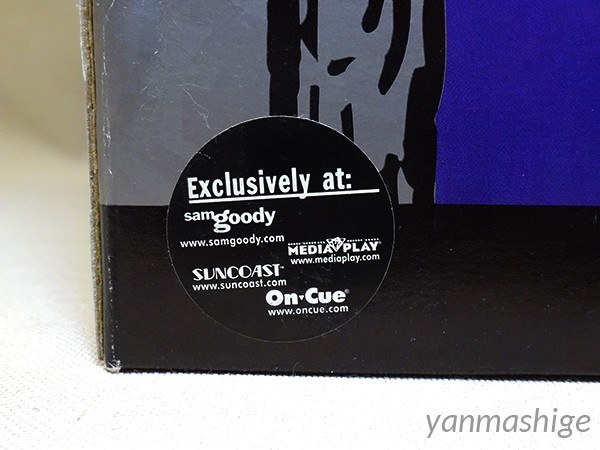 Exclusively at:
sam goody
www.samgoody.com
MEDIA PLAY
www.mediaplay.com
SUNCOAST™
www.suncoast.com
On•Cue®
www.oncue.com
yanmashige